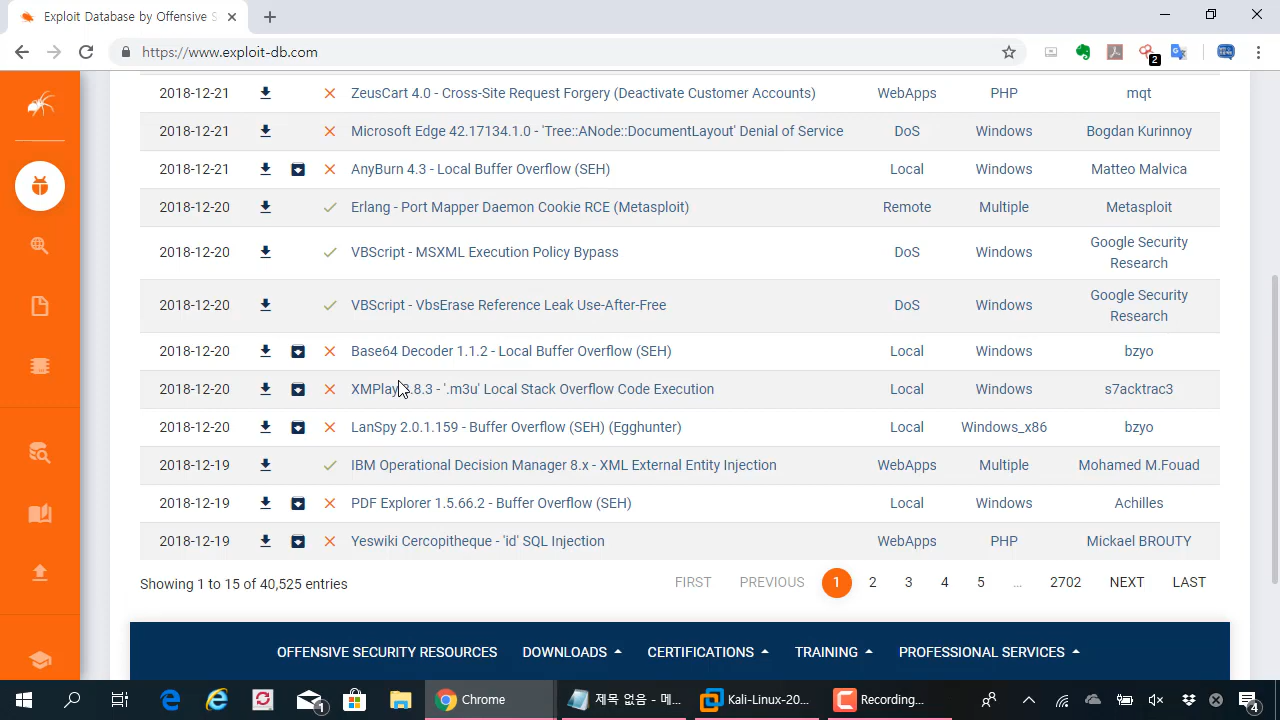 Exploit Database by Offensive S
https://www.exploit-db.com
2
2018-12-21 ZeusCart 4.0 - Cross-Site Request Forgery (Deactivate Customer Accounts) WebApps PHP mqt
2018-12-21 Microsoft Edge 42.17134.1.0 - 'Tree::ANode::DocumentLayout' Denial of Service DoS Windows Bogdan Kurinnoy
2018-12-21 AnyBurn 4.3 - Local Buffer Overflow (SEH) Local Windows Matteo Malvica
2018-12-20 Erlang - Port Mapper Daemon Cookie RCE (Metasploit) Remote Multiple Metasploit
2018-12-20 VBScript - MSXML Execution Policy Bypass DoS Windows Google Security
Research
2018-12-20 VBScript - VbsErase Reference Leak Use-After-Free DoS Windows Google Security
Research
2018-12-20 Base64 Decoder 1.1.2 - Local Buffer Overflow (SEH) Local Windows bzyo
2018-12-20 XMPlay 3.8.3 - '.m3u' Local Stack Overflow Code Execution Local Windows s7acktrac3
2018-12-20 LanSpy 2.0.1.159 - Buffer Overflow (SEH) (Egghunter) Local Windows_x86 bzyo
2018-12-19 IBM Operational Decision Manager 8.x - XML External Entity Injection WebApps Multiple Mohamed M.Fouad
2018-12-19 PDF Explorer 1.5.66.2 - Buffer Overflow (SEH) Local Windows Achilles
2018-12-19 Yeswiki Cercopitheque - 'id' SQL Injection WebApps PHP Mickael BROUTY
Showing 1 to 15 of 40,525 entries FIRST PREVIOUS 1 2 3 4 5 ... 2702 NEXT LAST
OFFENSIVE SECURITY RESOURCES DOWNLOADS CERTIFICATIONS TRAINING PROFESSIONAL SERVICES
1 Chrome 제목 없음 - 메... Kali-Linux-20... Recording... 4